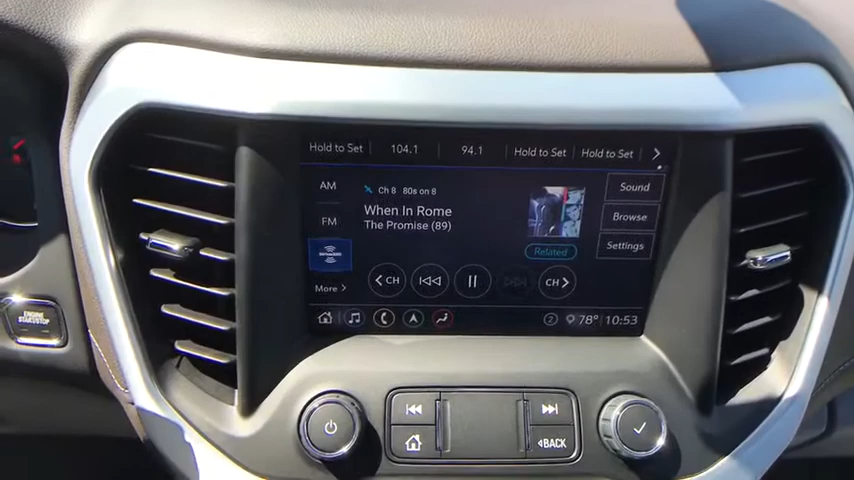 Hold to Set 104.1 94.1 Hold to Set Hold to Set
AM
Ch 8 80s on 8
Sound
When In Rome
FM
The Promise (89)
Browse
Related
Settings
More
CH
CH
2 78° 10:53
ENGINE
START/STOP
BACK